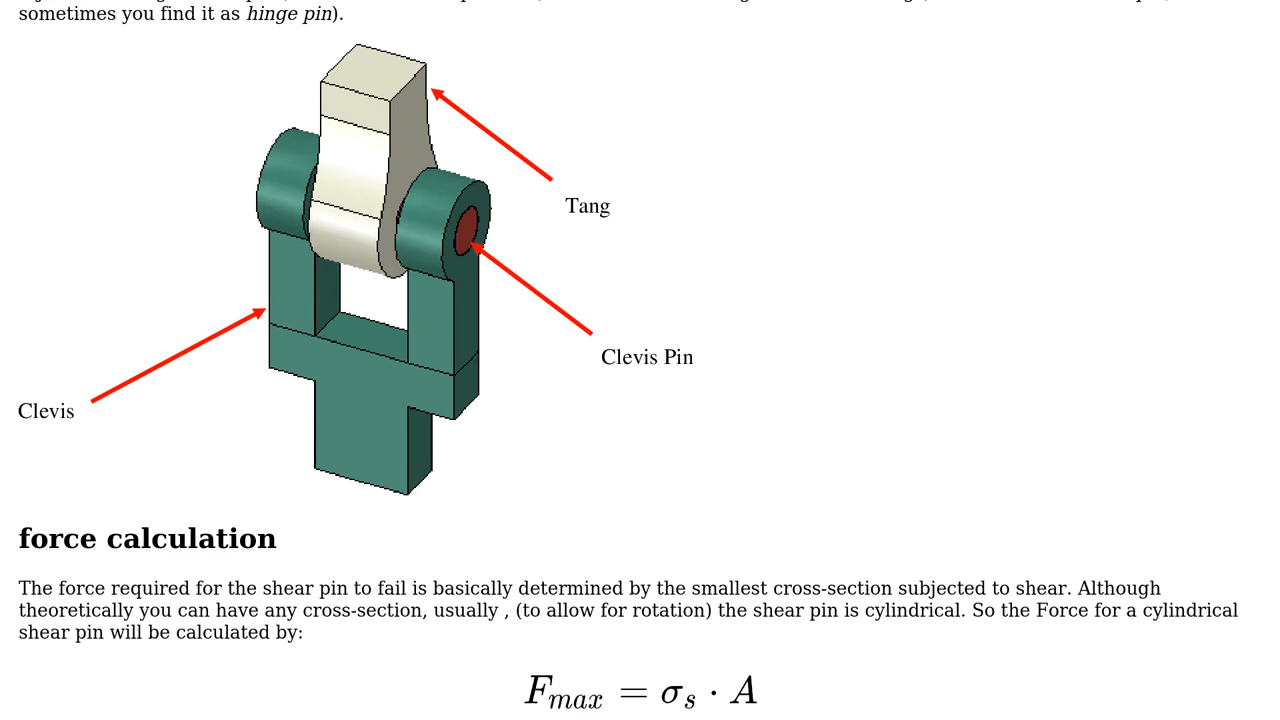 sometimes you find it as hinge pin).
Tang
Clevis Pin
Clevis
force calculation
The force required for the shear pin to fail is basically determined by the smallest cross-section subjected to shear. Although
theoretically you can have any cross-section, usually , (to allow for rotation) the shear pin is cylindrical. So the Force for a cylindrical
shear pin will be calculated by:
F_{max} = σ_s · A